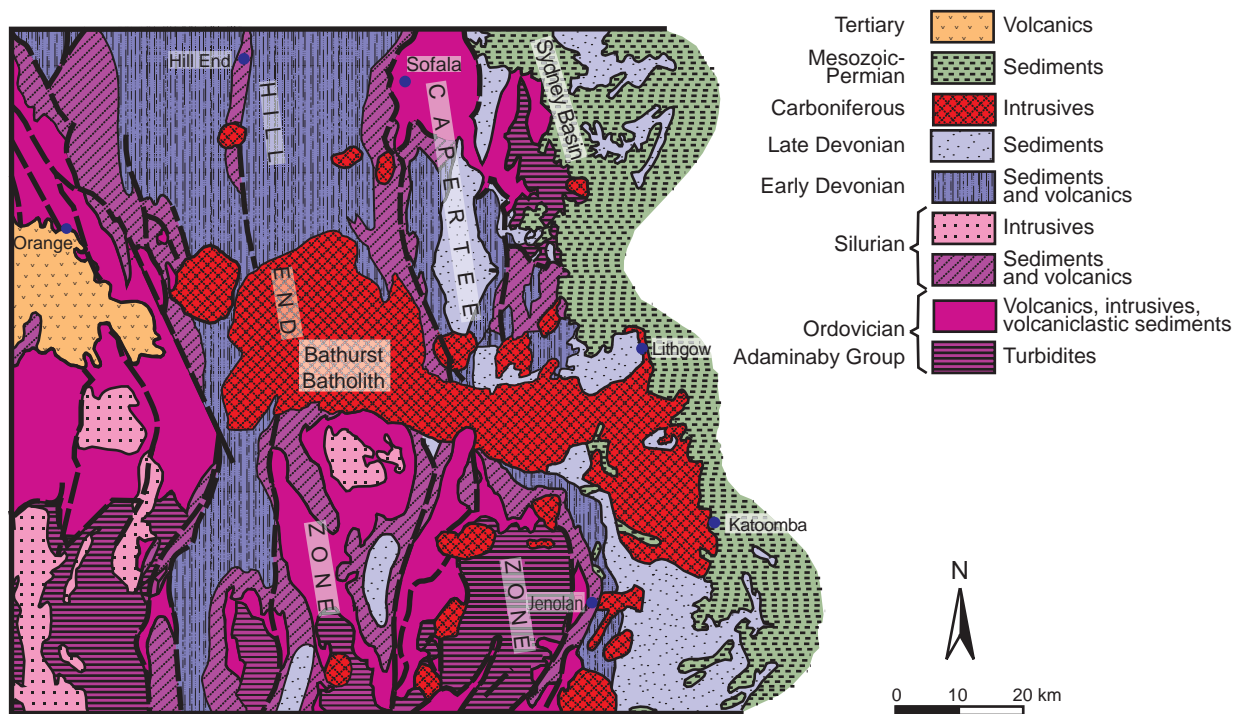 Hill End
Sofala
Sydney Basin
HILL
CAPERTEE
Orange
END
Bathurst
Batholith
Lithgow
Katoomba
ZONE
ZONE
Jenolan
Tertiary
Volcanics
Mesozoic-
Permian
Sediments
Carboniferous
Intrusives
Late Devonian
Sediments
Early Devonian
Sediments
and volcanics
Silurian
Intrusives
Sediments
and volcanics
Ordovician
Volcanics, intrusives,
volcaniclastic sediments
Adaminaby Group
Turbidites
N
0 10 20 km